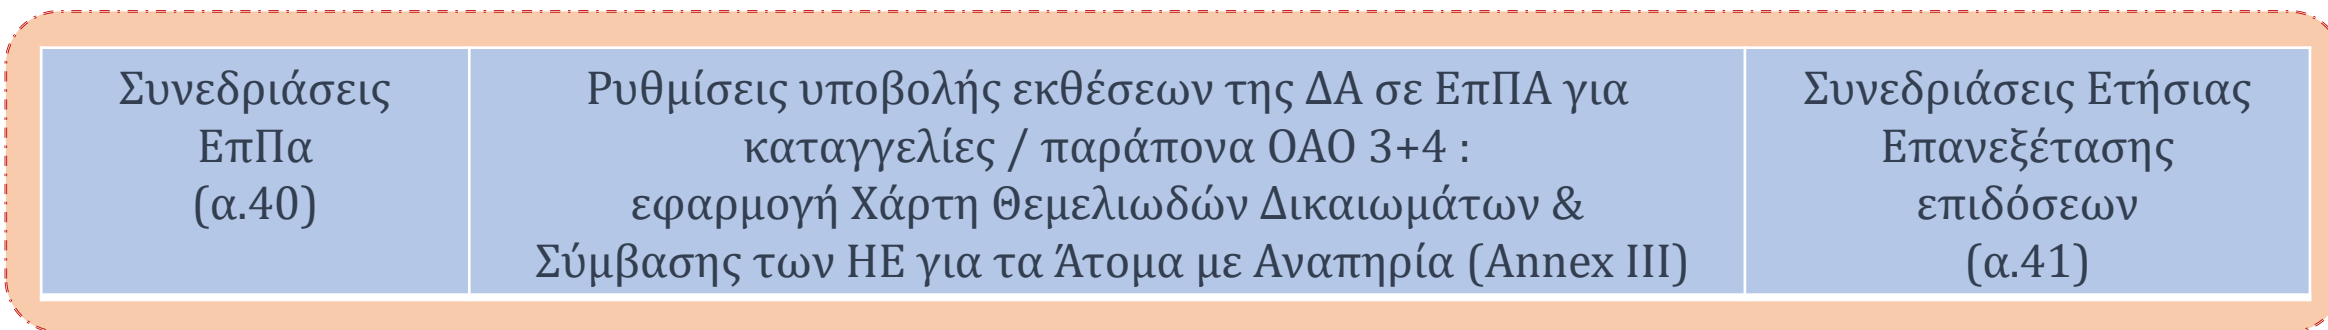 Συνεδριάσεις
ΕπΠα
(α.40)
Ρυθμίσεις υποβολής εκθέσεων της ΔΑ σε ΕπΠΑ για
καταγγελίες / παράπονα ΟΑΟ 3+4 :
εφαρμογή Χάρτη Θεμελιωδών Δικαιωμάτων &
Σύμβασης των ΗΕ για τα Άτομα με Αναπηρία (Annex III)
Συνεδριάσεις Ετήσιας
Επανεξέτασης
επιδόσεων
(α.41)